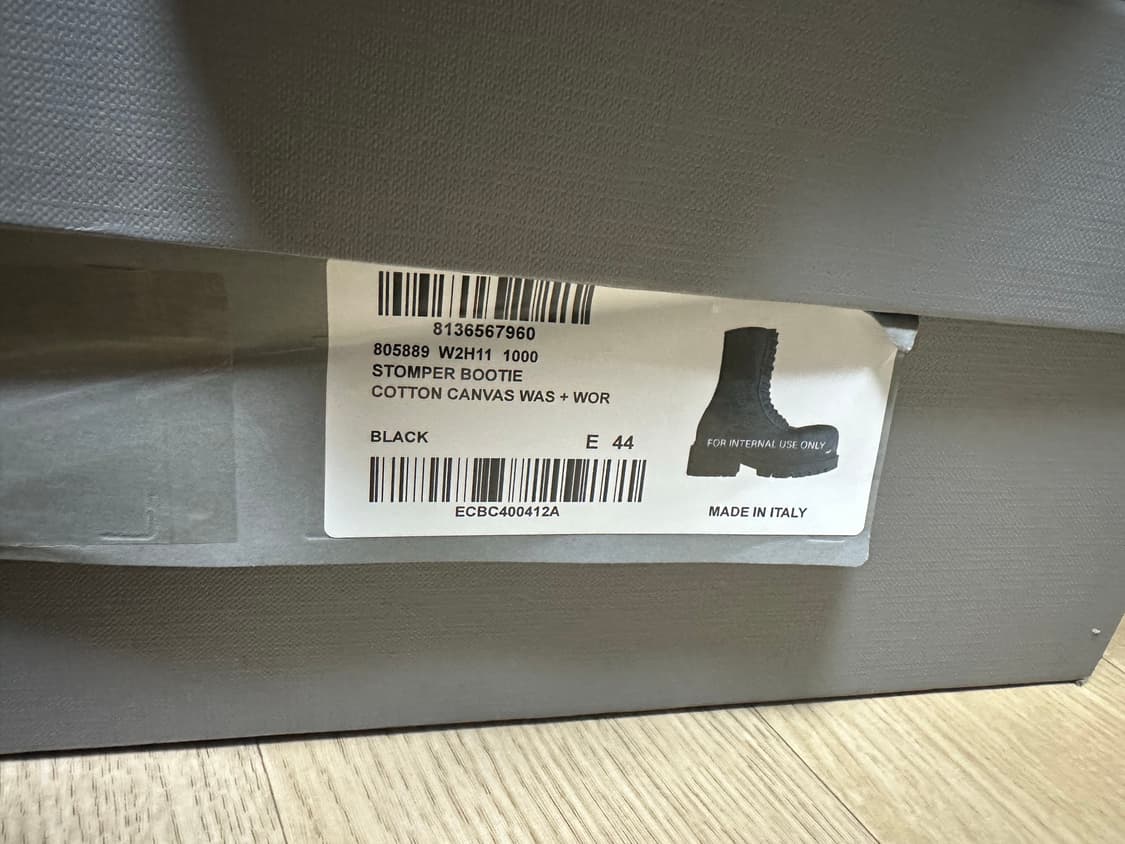 8136567960
805889 W2H11 1000
STOMPER BOOTIE
COTTON CANVAS WAS + WOR
BLACK
E 44
ECBC400412A
FOR INTERNAL USE ONLY
MADE IN ITALY